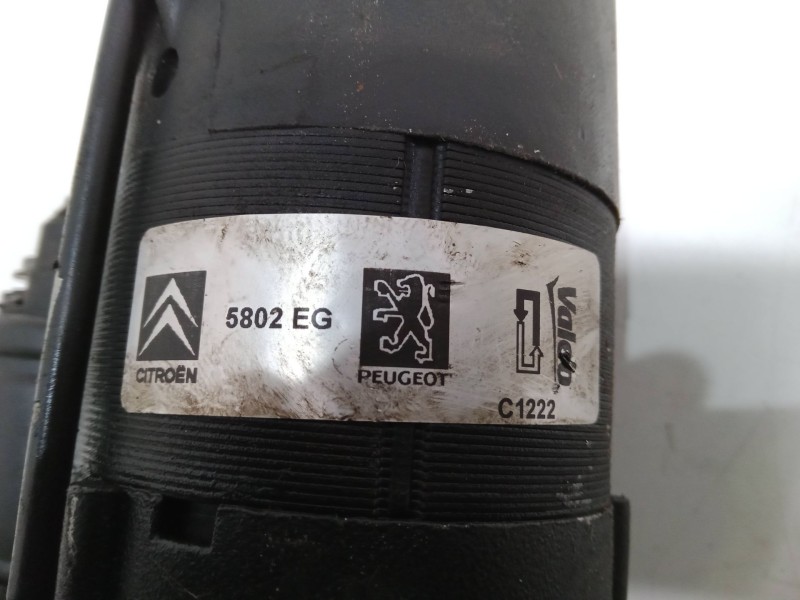 5802 EG
CITROËN
PEUGEOT
Valeo
C1222